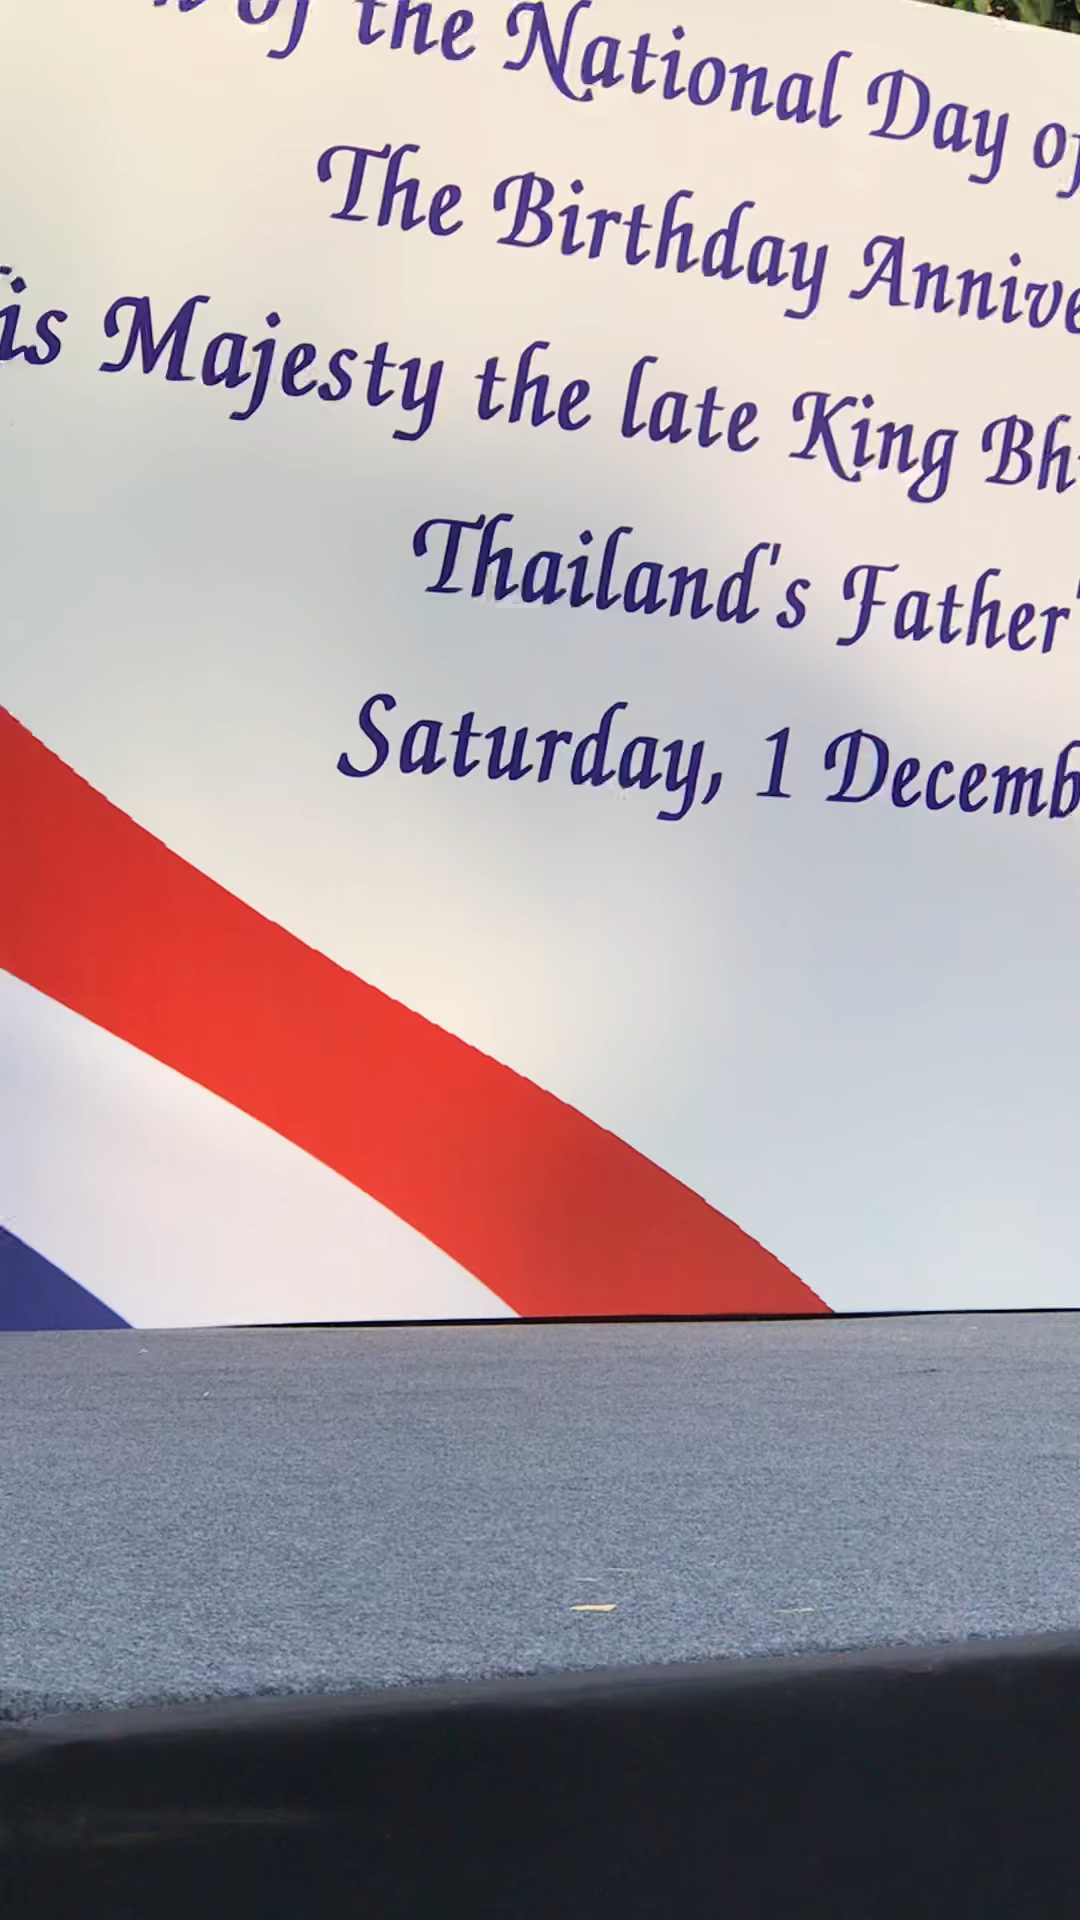 of the National Day of
The Birthday Annive
is Majesty the late King Bh
Thailand's Father'
Saturday, 1 Decemb